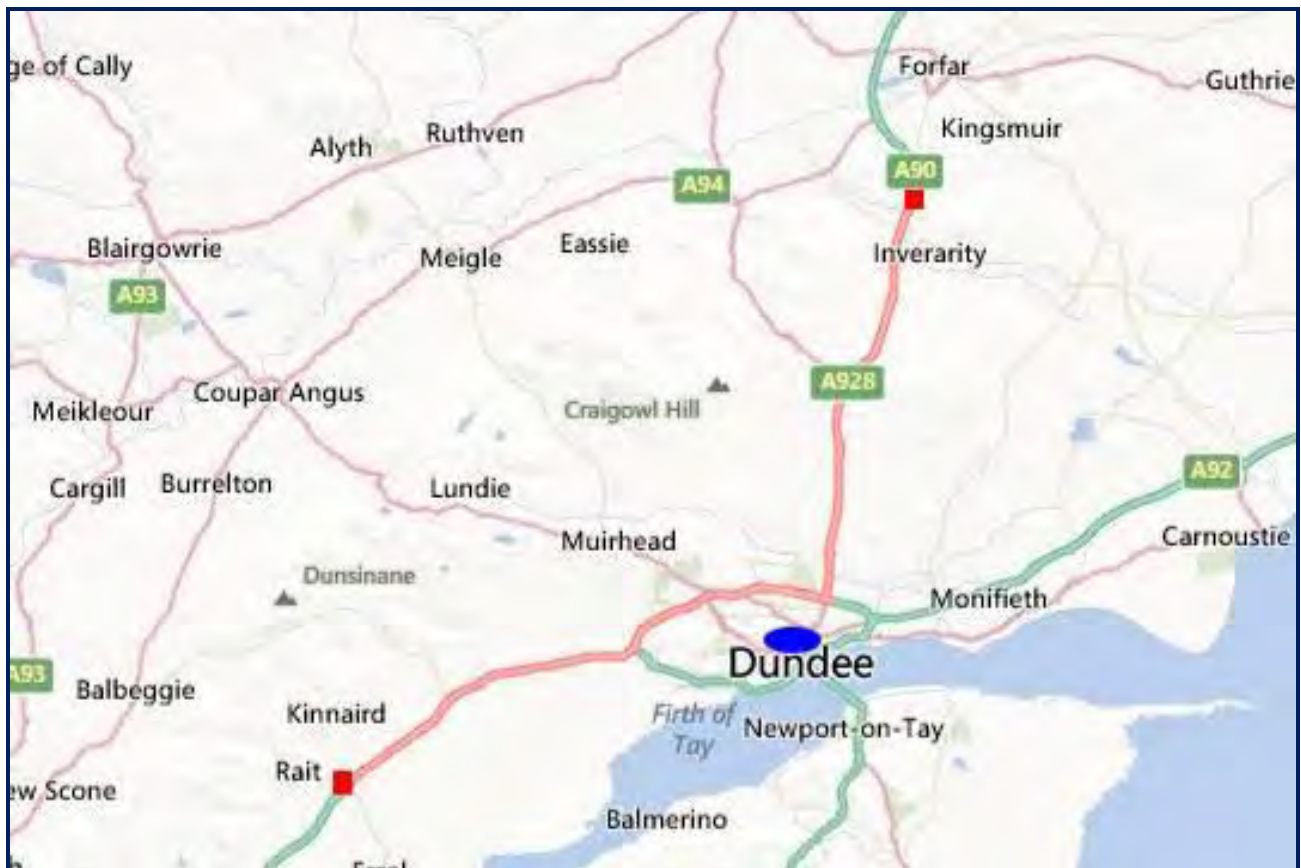 ge of Cally
Forfar
Guthrie
Kingsmuir
Ruthven
Alyth
A90
A94
Blairgowrie
Eassie
Inverarity
Meigle
A93
A928
Coupar Angus
Meikleour
Craigowl Hill
A92
Cargill
Burrelton
Lundie
Carnoustie
Muirhead
Dunsinane
Monifieth
Dundee
A93
Balbeggie
Kinnaird
Firth of
Tay
Newport-on-Tay
Rait
ew Scone
Balmerino